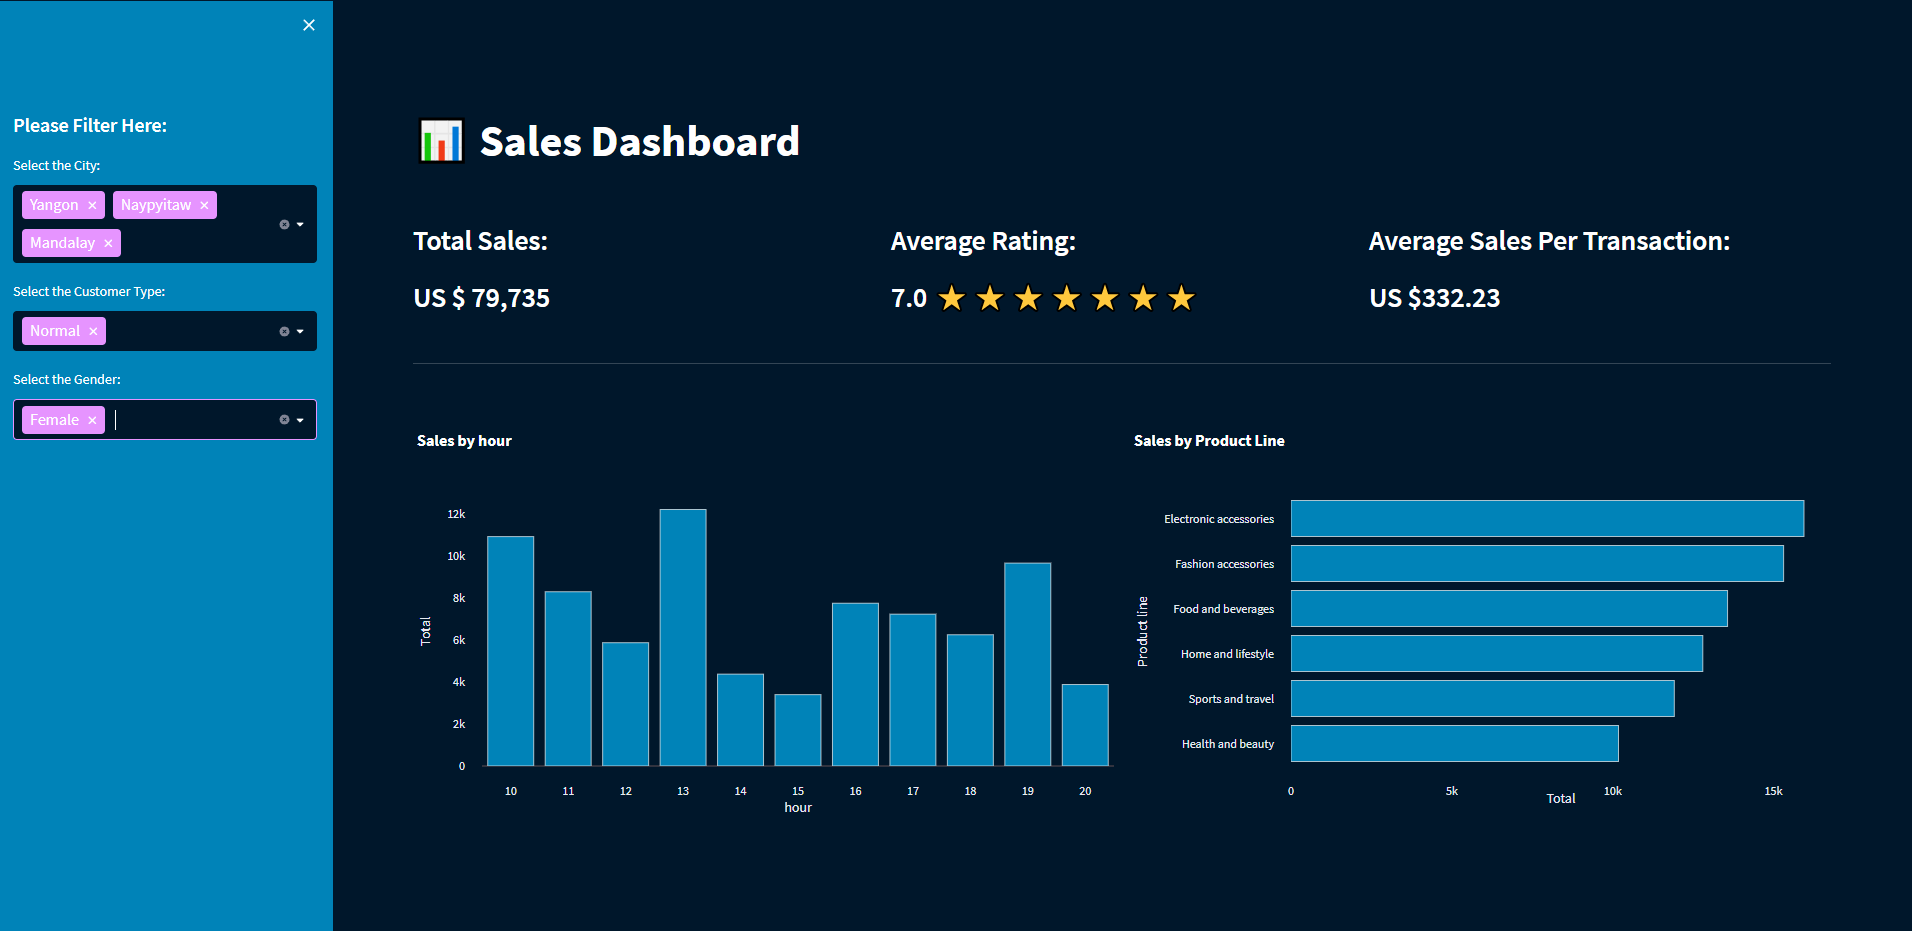 Please Filter Here:
Select the City:
Yangon × Naypyitaw ×
Mandalay ×
Select the Customer Type:
Normal ×
Select the Gender:
Female ×
Sales Dashboard
Total Sales:
US $ 79,735
Average Rating:
7.0
Average Sales Per Transaction:
US $332.23
Sales by hour
12k
10k
8k
6k
4k
2k
0
Total
10 11 12 13 14 15 16 17 18 19 20
hour
Sales by Product Line
Product line
Electronic accessories
Fashion accessories
Food and beverages
Home and lifestyle
Sports and travel
Health and beauty
0 5k 10k 15k
Total